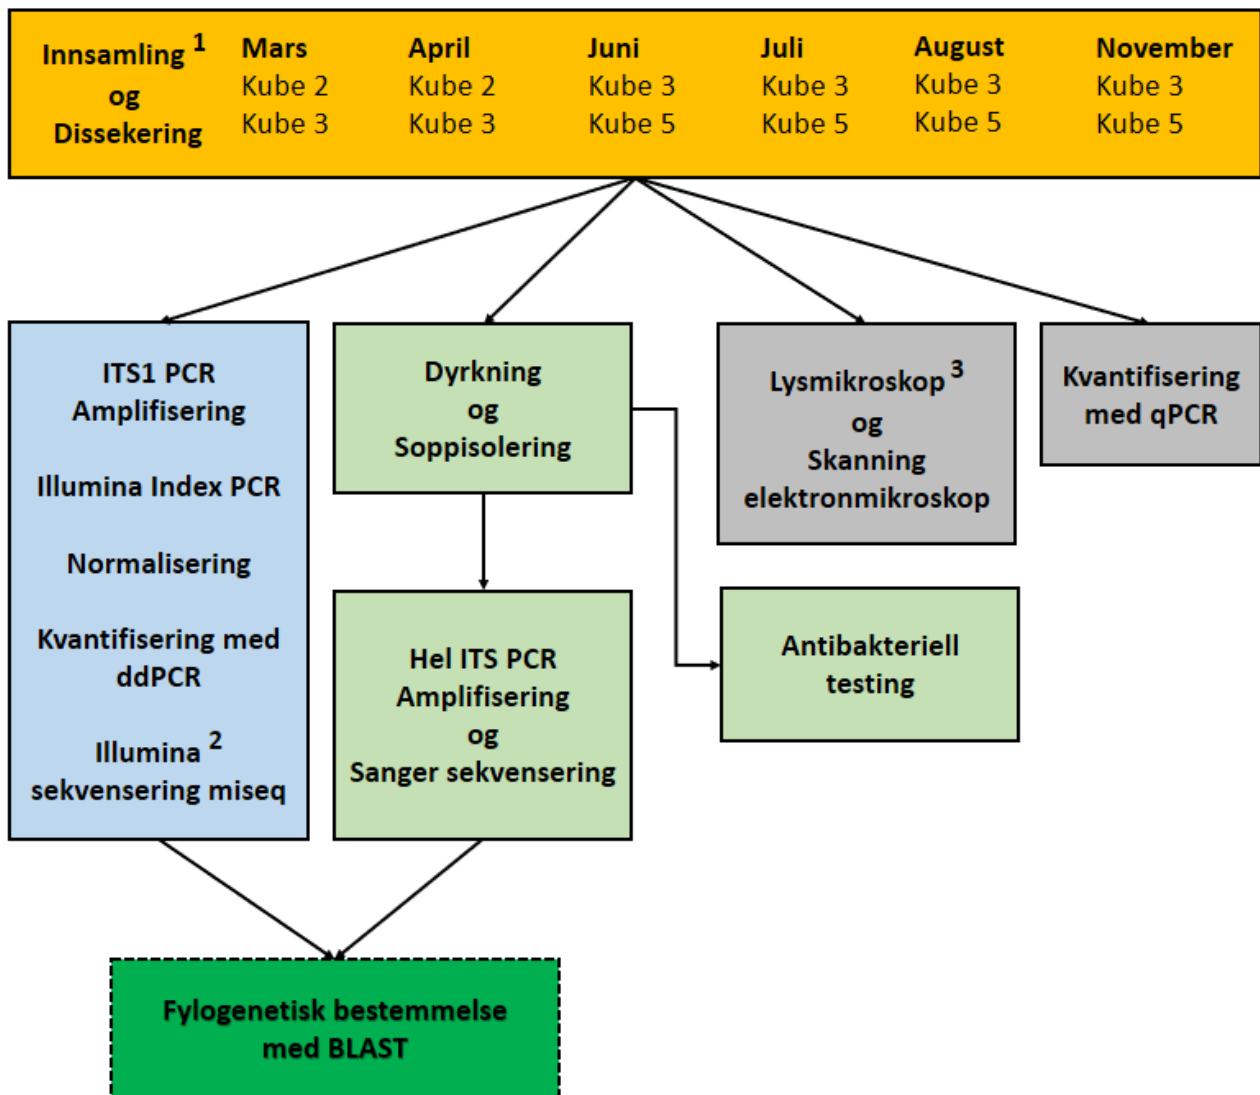 Innsamling 1
og
Dissekering
Mars
Kube 2
Kube 3
April
Kube 2
Kube 3
Juni
Kube 3
Kube 5
Juli
Kube 3
Kube 5
August
Kube 3
Kube 5
November
Kube 3
Kube 5
ITS1 PCR
Amplifisering
Illumina Index PCR
Normalisering
Kvantifisering med
ddPCR
Illumina 2
sekvensering miseq
Dyrkning
og
Soppisolering
Lysmikroskop 3
og
Skanning
elektronmikroskop
Kvantifisering
med qPCR
Hel ITS PCR
Amplifisering
og
Sanger sekvensering
Antibakteriell
testing
Fylogenetisk bestemmelse
med BLAST